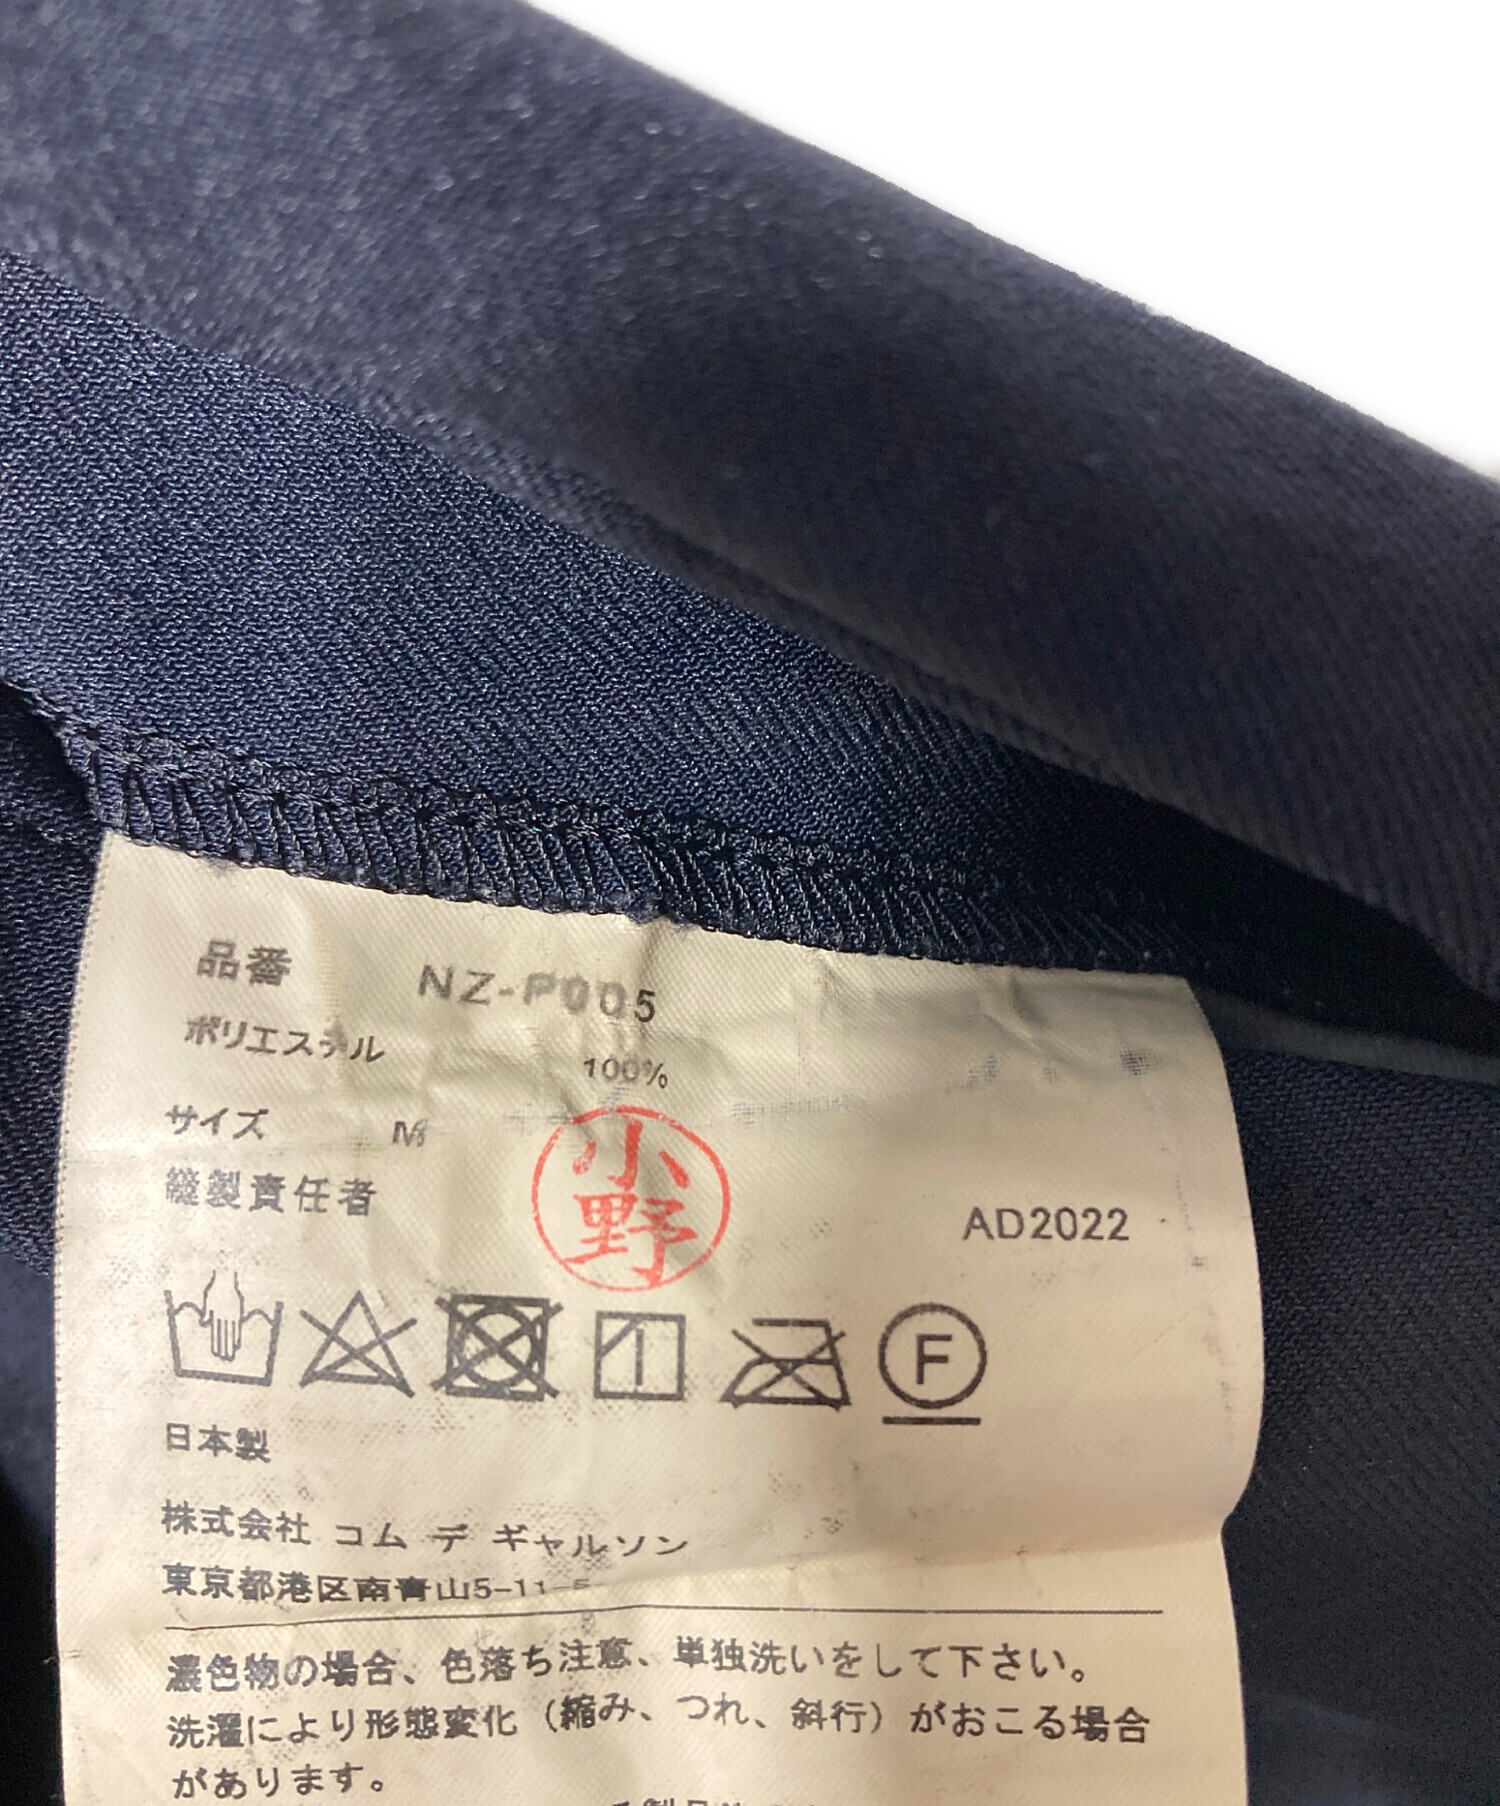 品番 NZ-P005
ポリエステル 100%
サイズ M
縫製責任者 小野 AD2022
F
日本製
株式会社 コム デ ギャルソン
東京都港区南青山5-11-5
濃色物の場合、色落ち注意、単独洗いをして下さい。
洗濯により形態変化（縮み、つれ、斜行）がおこる場合
があります。